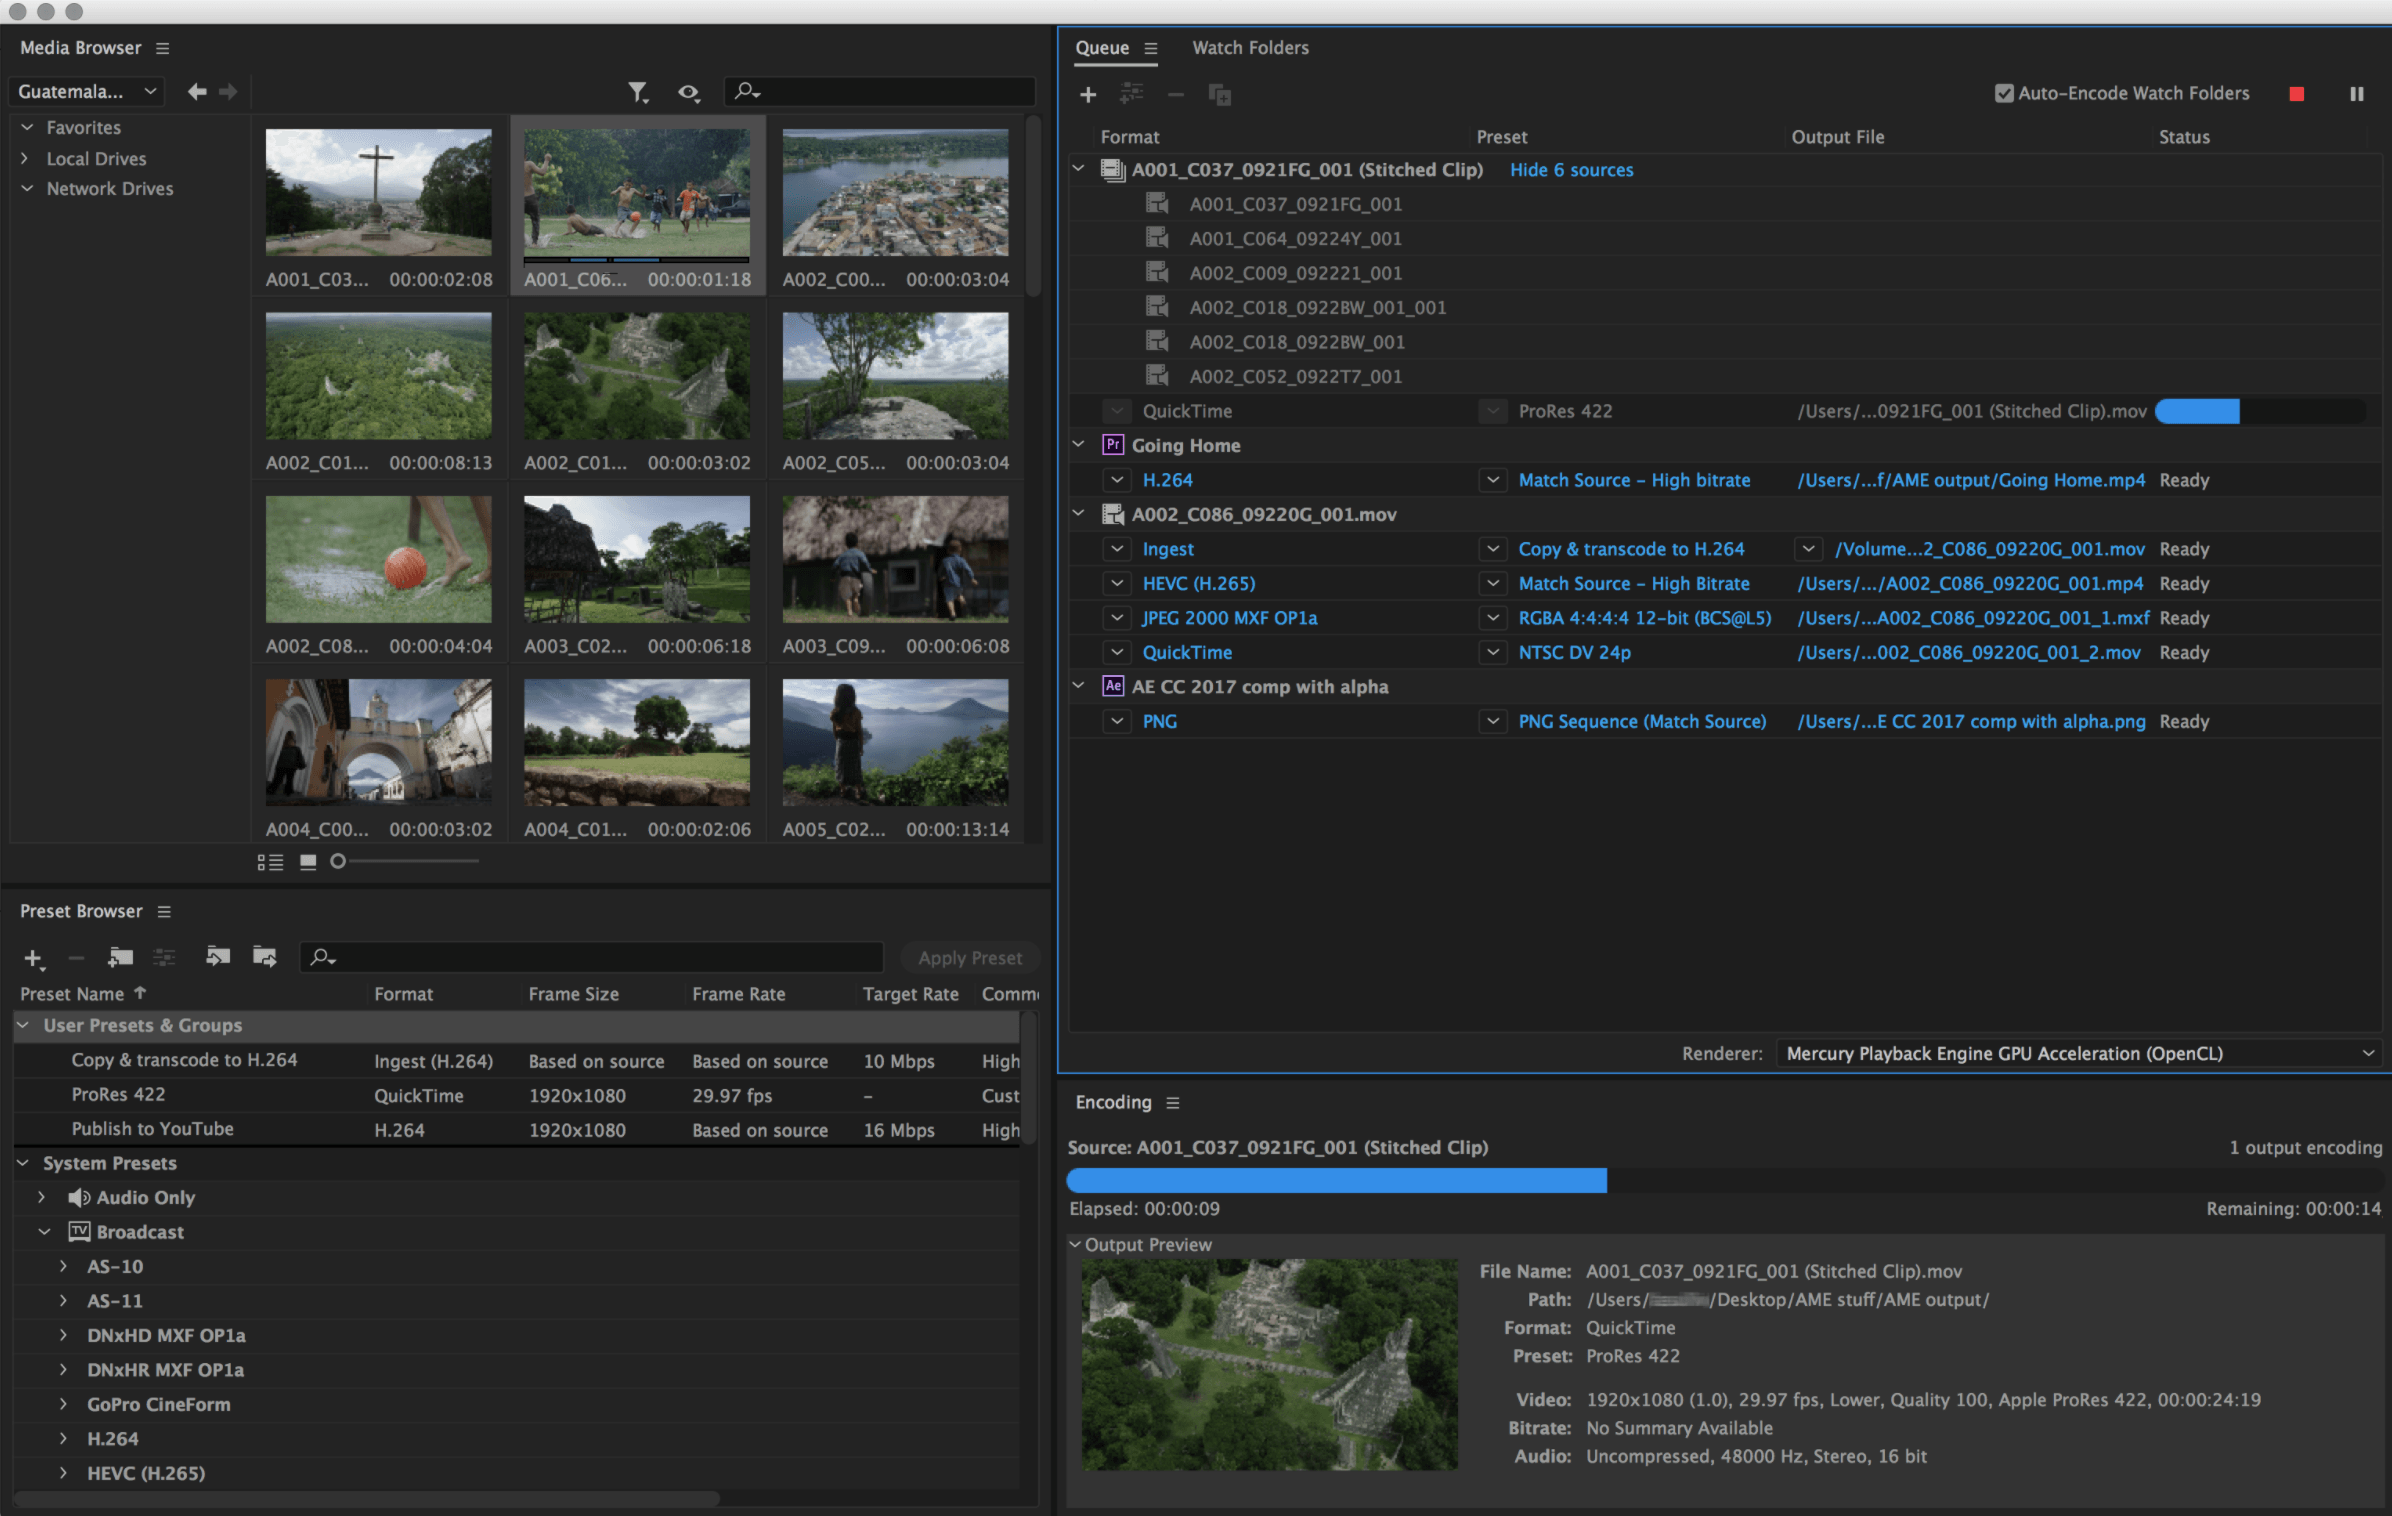 Media Browser
Guatemala...
Favorites
Local Drives
Network Drives
A001_C03... 00:00:02:08
A001_C06... 00:00:01:18
A002_C00... 00:00:03:04
A002_C01... 00:00:08:13
A002_C01... 00:00:03:02
A002_C05... 00:00:03:04
A002_C08... 00:00:04:04
A003_C02... 00:00:06:18
A003_C09... 00:00:06:08
A004_C00... 00:00:03:02
A004_C01... 00:00:02:06
A005_C02... 00:00:13:14
Preset Browser
Apply Preset
Preset Name Format Frame Size Frame Rate Target Rate Comm
User Presets & Groups
Copy & transcode to H.264 Ingest (H.264) Based on source Based on source 10 Mbps High
ProRes 422 QuickTime 1920x1080 29.97 fps – Cust
Publish to YouTube H.264 1920x1080 Based on source 16 Mbps High
System Presets
Audio Only
TV Broadcast
AS-10
AS-11
DNxHD MXF OP1a
DNxHR MXF OP1a
GoPro CineForm
H.264
HEVC (H.265)
Queue Watch Folders
Auto-Encode Watch Folders
Format Preset Output File Status
A001_C037_0921FG_001 (Stitched Clip) Hide 6 sources
A001_C037_0921FG_001
A001_C064_09224Y_001
A002_C009_092221_001
A002_C018_0922BW_001_001
A002_C018_0922BW_001
A002_C052_0922T7_001
QuickTime ProRes 422 /Users/...0921FG_001 (Stitched Clip).mov
Pr Going Home
H.264 Match Source – High bitrate /Users/...f/AME output/Going Home.mp4 Ready
A002_C086_09220G_001.mov
Ingest Copy & transcode to H.264 /Volume...2_C086_09220G_001.mov Ready
HEVC (H.265) Match Source – High Bitrate /Users/.../A002_C086_09220G_001.mp4 Ready
JPEG 2000 MXF OP1a RGBA 4:4:4:4 12-bit (BCS@L5) /Users/...A002_C086_09220G_001_1.mxf Ready
QuickTime NTSC DV 24p /Users/...002_C086_09220G_001_2.mov Ready
Ae AE CC 2017 comp with alpha
PNG PNG Sequence (Match Source) /Users/...E CC 2017 comp with alpha.png Ready
Renderer: Mercury Playback Engine GPU Acceleration (OpenCL)
Encoding
Source: A001_C037_0921FG_001 (Stitched Clip) 1 output encoding
Elapsed: 00:00:09 Remaining: 00:00:14
Output Preview
File Name: A001_C037_0921FG_001 (Stitched Clip).mov
Path: /Users/ /Desktop/AME stuff/AME output/
Format: QuickTime
Preset: ProRes 422
Video: 1920x1080 (1.0), 29.97 fps, Lower, Quality 100, Apple ProRes 422, 00:00:24:19
Bitrate: No Summary Available
Audio: Uncompressed, 48000 Hz, Stereo, 16 bit